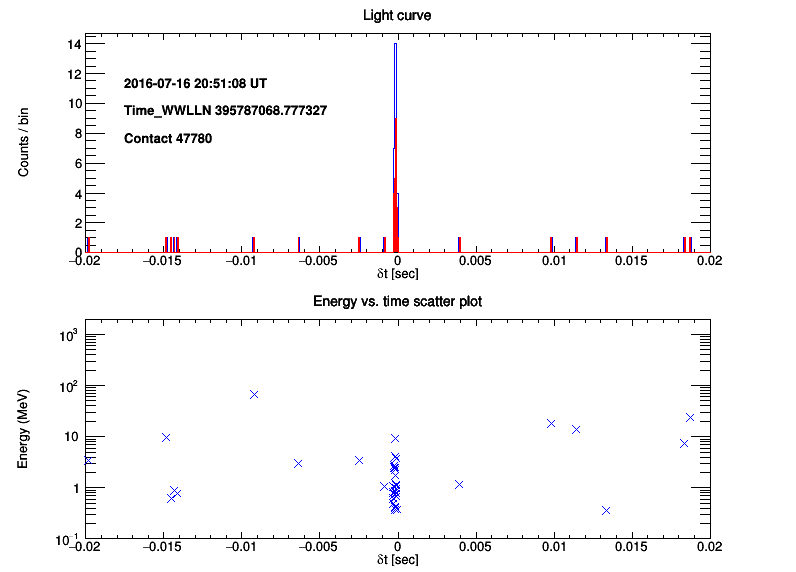 Light curve
Counts / bin
14
12
10
8
6
4
2
0
2016-07-16 20:51:08 UT
Time_WWLLN 395787068.777327
Contact 47780
−0.02 −0.015 −0.01 −0.005 0 0.005 0.01 0.015 0.02
δt [sec]
Energy vs. time scatter plot
Energy (MeV)
10³
10²
10
1
10⁻¹
−0.02 −0.015 −0.01 −0.005 0 0.005 0.01 0.015 0.02
δt [sec]